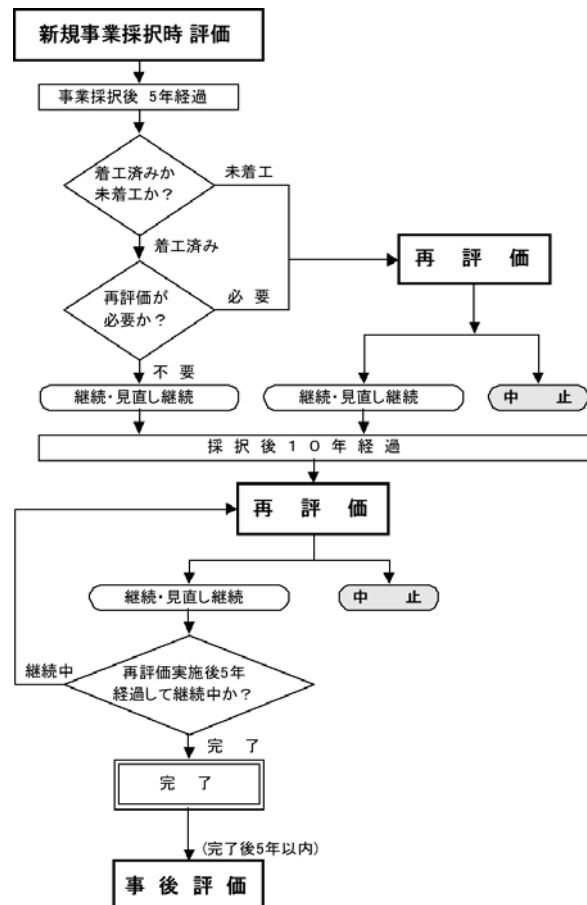 新規事業採択時 評価
事業採択後 5年経過
着工済みか
未着工か?
未着工
着工済み
再 評 価
再評価が
必要か?
必 要
不 要
継続・見直し継続
継続・見直し継続
中 止
採 択 後 1 0 年 経 過
再 評 価
継続・見直し継続
中 止
継続中
再評価実施後5年
経過して継続中か?
完 了
完 了
(完了後5年以内)
事 後 評 価